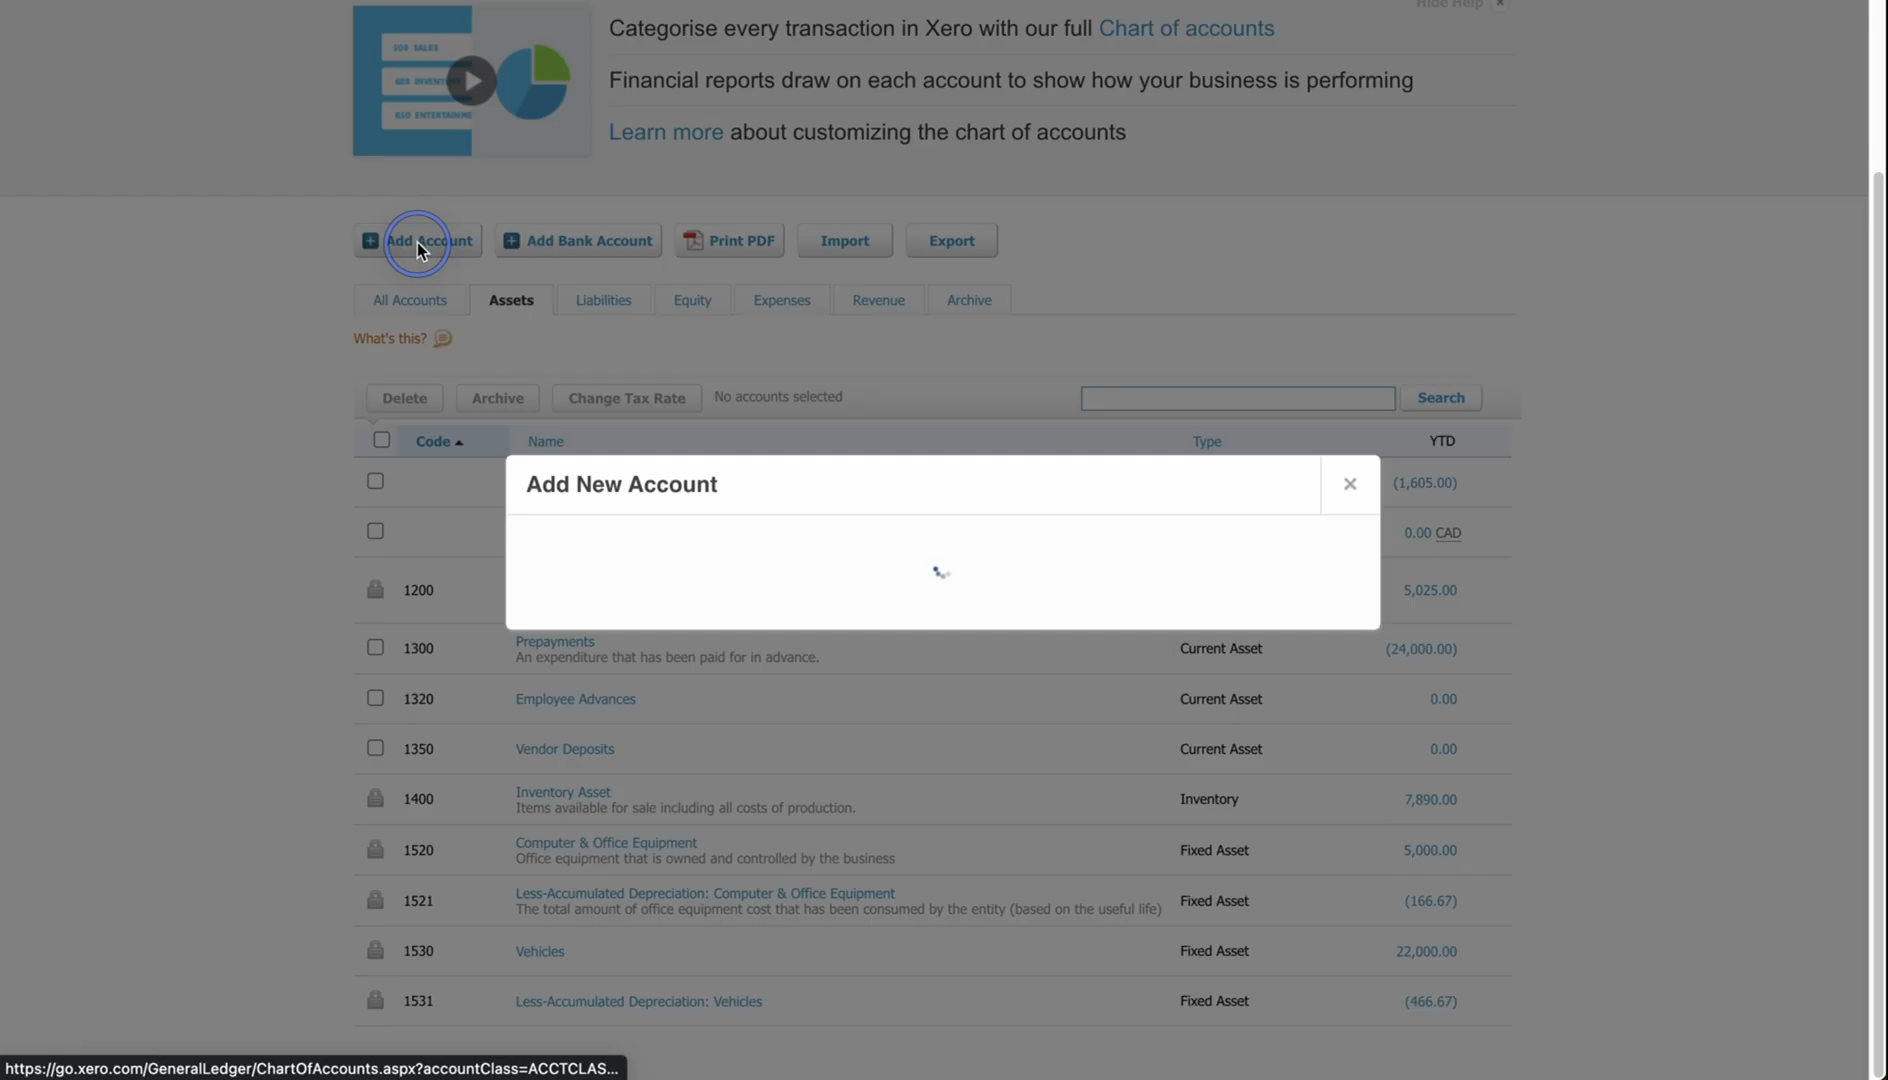 Hide Help ×
Categorise every transaction in Xero with our full Chart of accounts
Financial reports draw on each account to show how your business is performing
Learn more about customizing the chart of accounts
Add Account Add Bank Account Print PDF Import Export
All Accounts Assets Liabilities Equity Expenses Revenue Archive
What's this?
Delete Archive Change Tax Rate No accounts selected Search
Code Name Type YTD
Add New Account ×
(1,605.00)
0.00 CAD
1200 5,025.00
1300 Prepayments Current Asset (24,000.00)
An expenditure that has been paid for in advance.
1320 Employee Advances Current Asset 0.00
1350 Vendor Deposits Current Asset 0.00
1400 Inventory Asset Inventory 7,890.00
Items available for sale including all costs of production.
1520 Computer & Office Equipment Fixed Asset 5,000.00
Office equipment that is owned and controlled by the business
1521 Less-Accumulated Depreciation: Computer & Office Equipment Fixed Asset (166.67)
The total amount of office equipment cost that has been consumed by the entity (based on the useful life)
1530 Vehicles Fixed Asset 22,000.00
1531 Less-Accumulated Depreciation: Vehicles Fixed Asset (466.67)
https://go.xero.com/GeneralLedger/ChartOfAccounts.aspx?accountClass=ACCTCLAS...